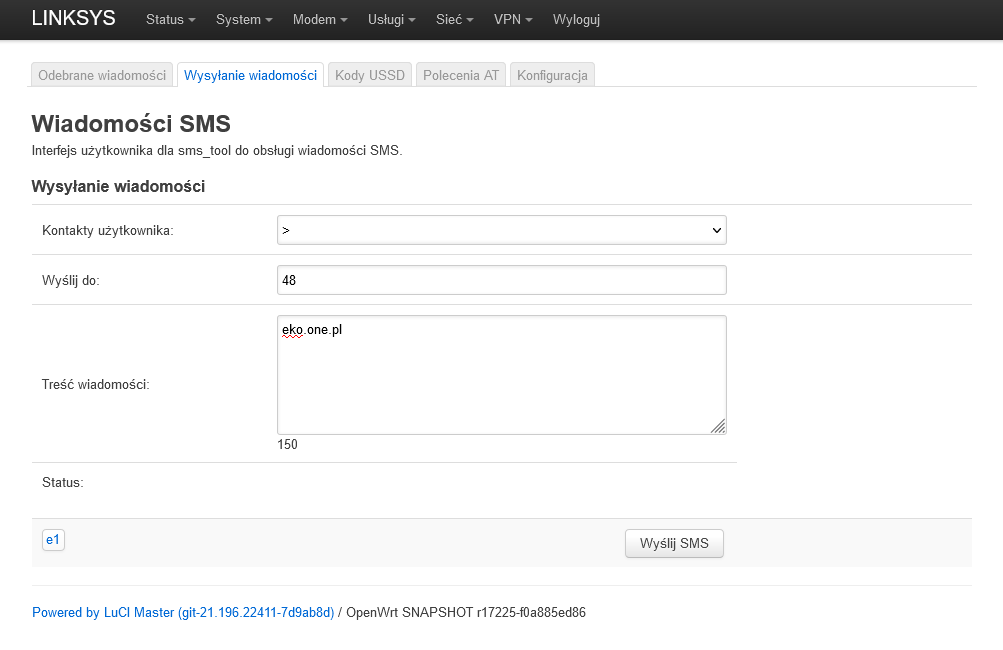 LINKSYS Status System Modem Usługi Sieć VPN Wyloguj
Odebrane wiadomości Wysyłanie wiadomości Kody USSD Polecenia AT Konfiguracja
Wiadomości SMS
Interfejs użytkownika dla sms_tool do obsługi wiadomości SMS.
Wysyłanie wiadomości
Kontakty użytkownika: >
Wyślij do: 48
eko.one.pl
Treść wiadomości:
150
Status:
e1 Wyślij SMS
Powered by LuCI Master (git-21.196.22411-7d9ab8d) / OpenWrt SNAPSHOT r17225-f0a885ed86